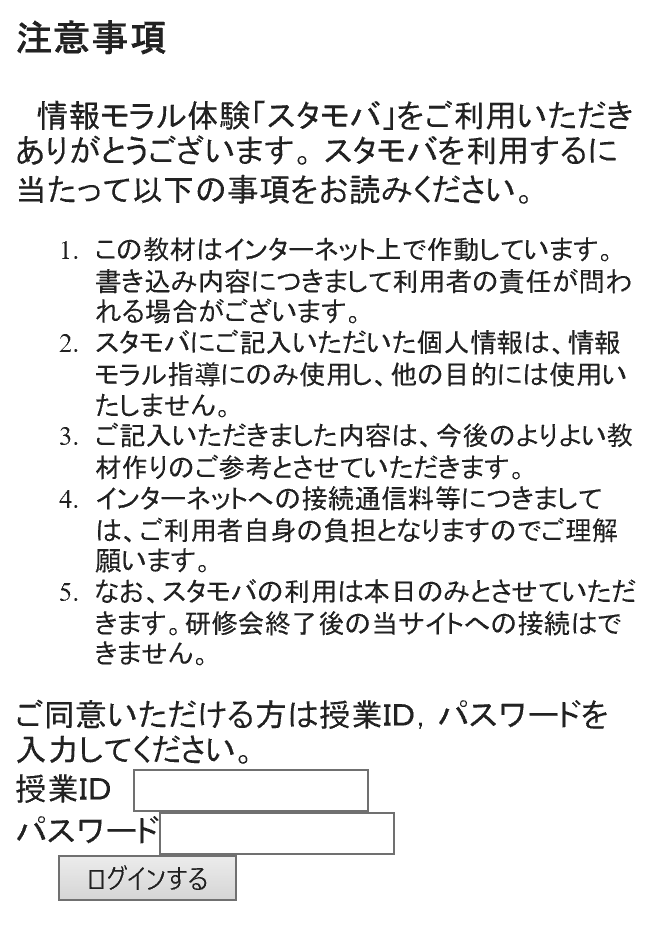 注意事項
情報モラル体験「スタモバ」をご利用いただき
ありがとうございます。スタモバを利用するに
当たって以下の事項をお読みください。
1. この教材はインターネット上で作動しています。
書き込み内容につきまして利用者の責任が問わ
れる場合がございます。
2. スタモバにご記入いただいた個人情報は、情報
モラル指導にのみ使用し、他の目的には使用い
たしません。
3. ご記入いただきました内容は、今後のよりよい教
材作りのご参考とさせていただきます。
4. インターネットへの接続通信料等につきまして
は、ご利用者自身の負担となりますのでご理解
願います。
5. なお、スタモバの利用は本日のみとさせていただ
きます。研修会終了後の当サイトへの接続はで
きません。
ご同意いただける方は授業ID，パスワードを
入力してください。
授業ID
パスワード
ログインする